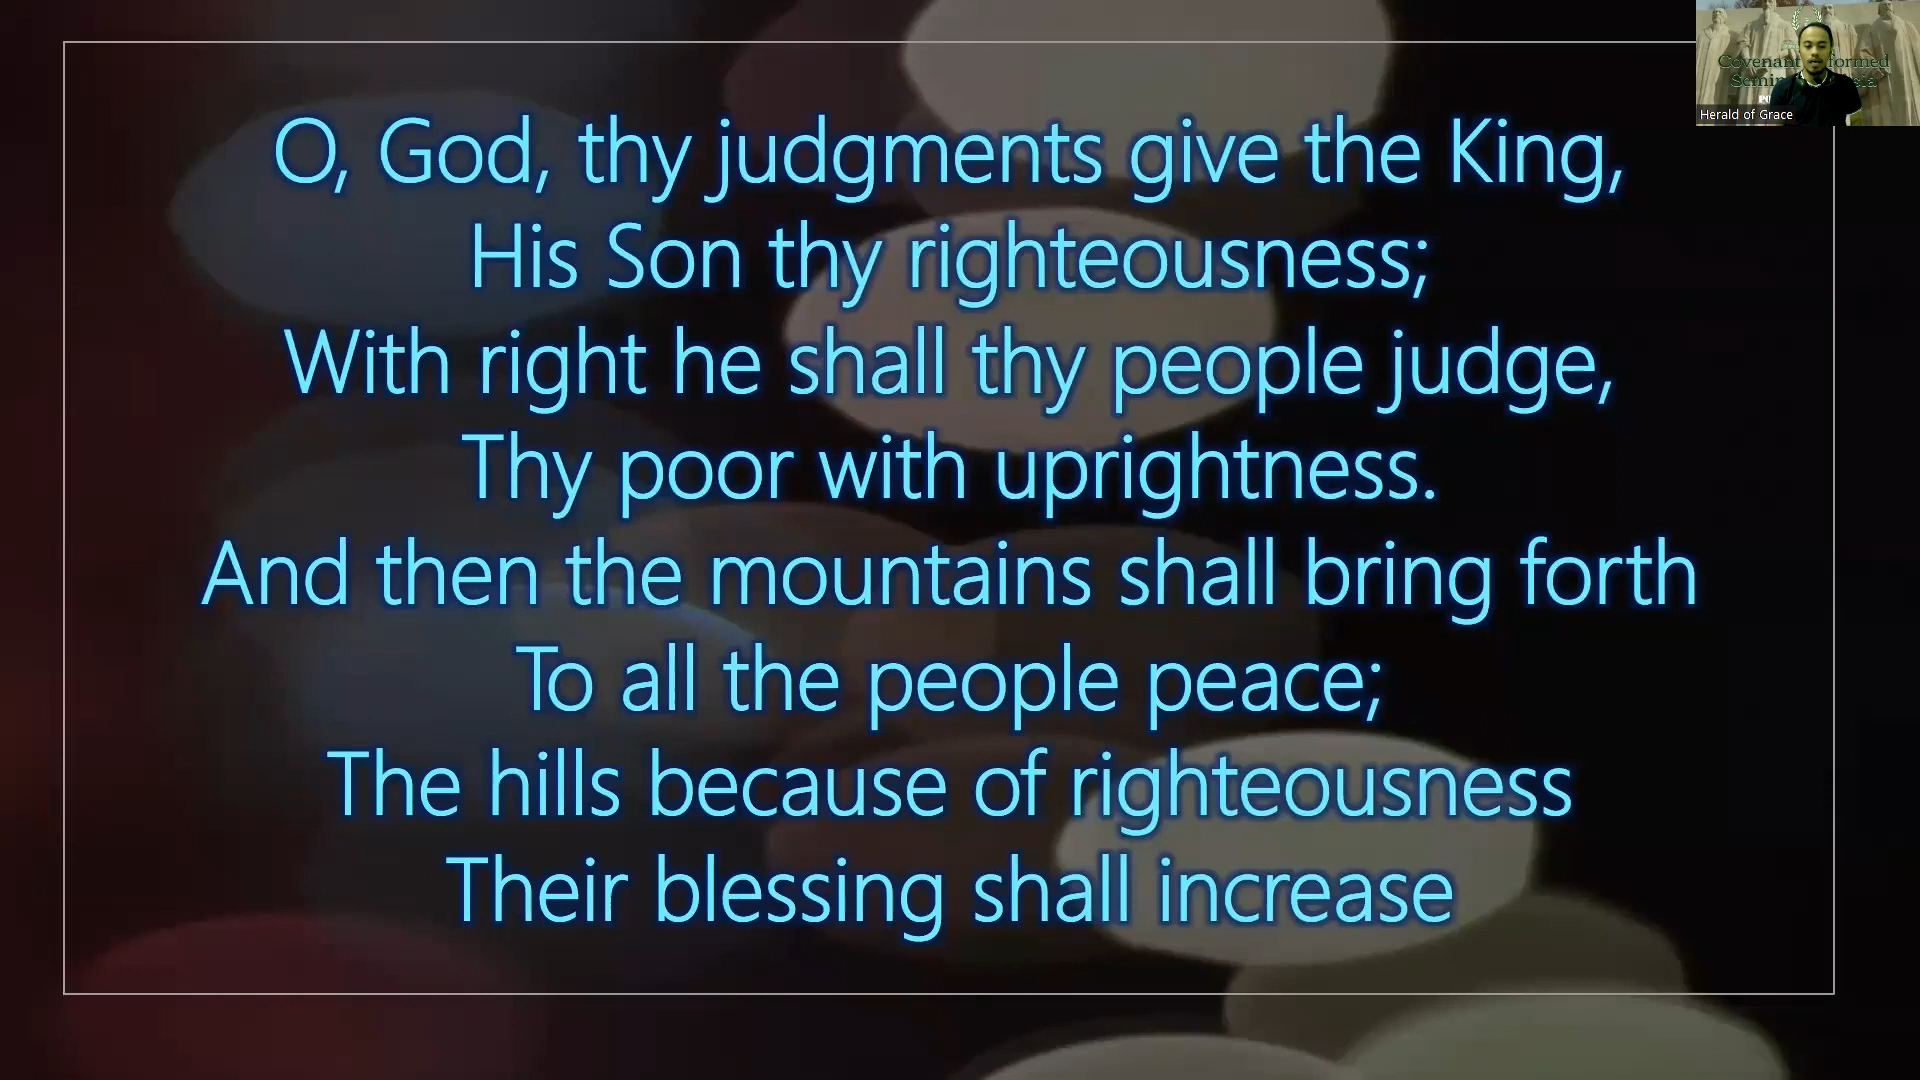 O, God, thy judgments give the King,
His Son thy righteousness;
With right he shall thy people judge,
Thy poor with uprightness.
And then the mountains shall bring forth
To all the people peace;
The hills because of righteousness
Their blessing shall increase
Covenant formed
Herald of Grace